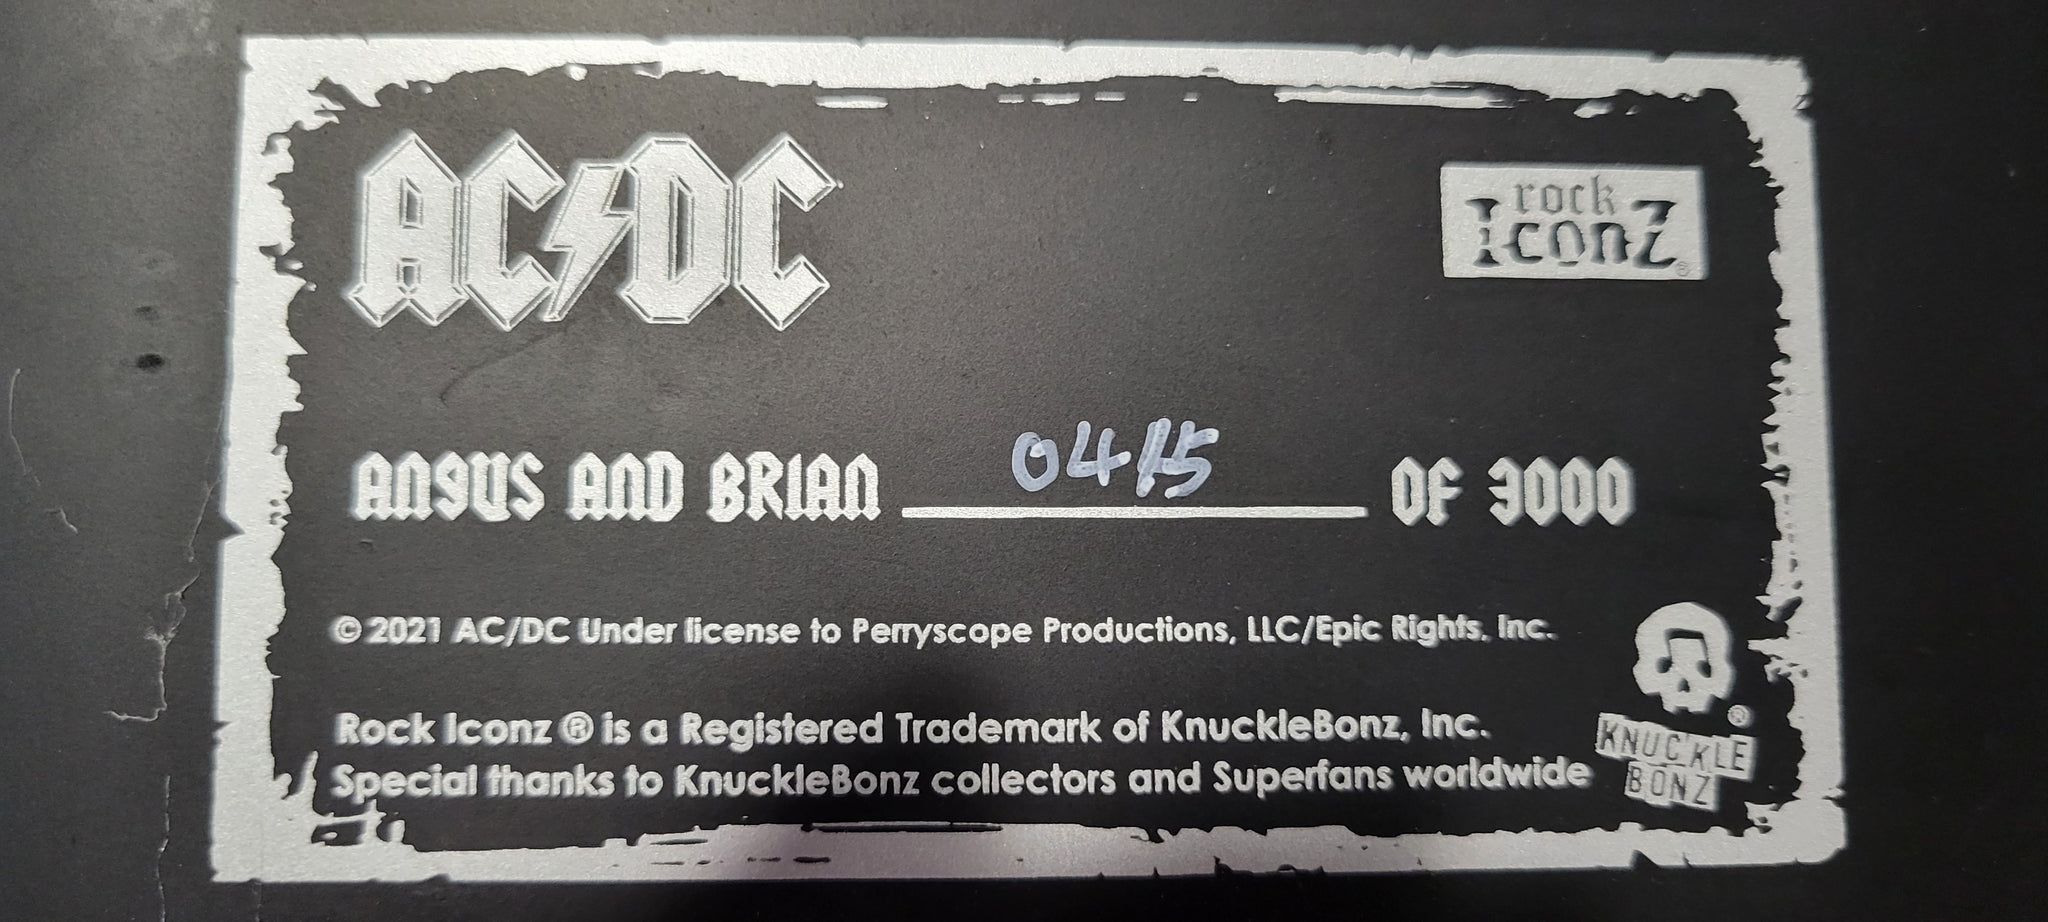 AC/DC
rock
Iconz ®
ANGUS AND BRIAN 0415 OF 3000
© 2021 AC/DC Under license to Perryscope Productions, LLC/Epic Rights, Inc.
Rock Iconz ® is a Registered Trademark of KnuckleBonz, Inc.
Special thanks to KnuckleBonz collectors and Superfans worldwide
®
KNUCKLE
BONZ